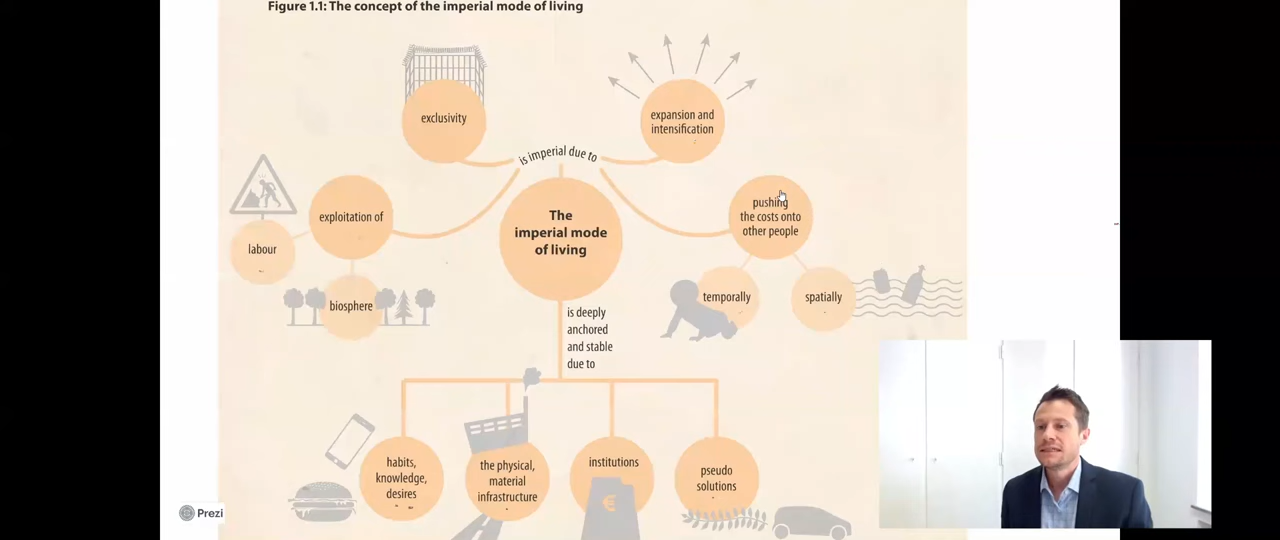 Figure 1.1: The concept of the imperial mode of living
exclusivity
expansion and
intensification
is imperial due to
exploitation of
labour
biosphere
The
imperial mode
of living
pushing
the costs onto
other people
temporally
spatially
is deeply
anchored
and stable
due to
habits,
knowledge,
desires
the physical,
material
infrastructure
institutions
€
pseudo
solutions
Prezi